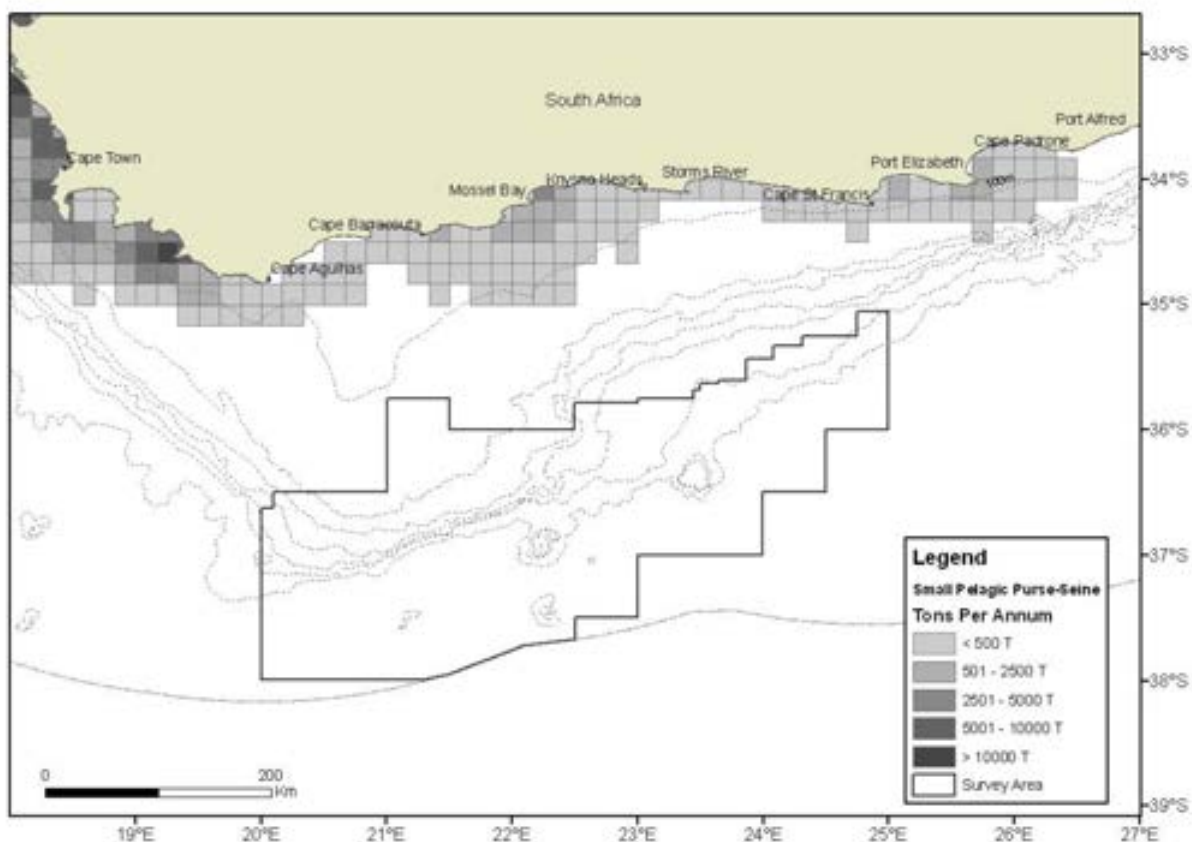 South Africa
Port Alfred
Cape Padrone
Cape Town
Storms River
Port Elizabeth
Knysna Heads
Mossel Bay
100m
Cape St Francis
Cape Barracouta
Cape Agulhas
33°S
34°S
35°S
36°S
37°S
38°S
39°S
Legend
Small Pelagic Purse-Seine
Tons Per Annum
< 500 T
501 - 2500 T
2501 - 5000 T
5001 - 10000 T
> 10000 T
Survey Area
0 200
Km
19°E 20°E 21°E 22°E 23°E 24°E 25°E 26°E 27°E